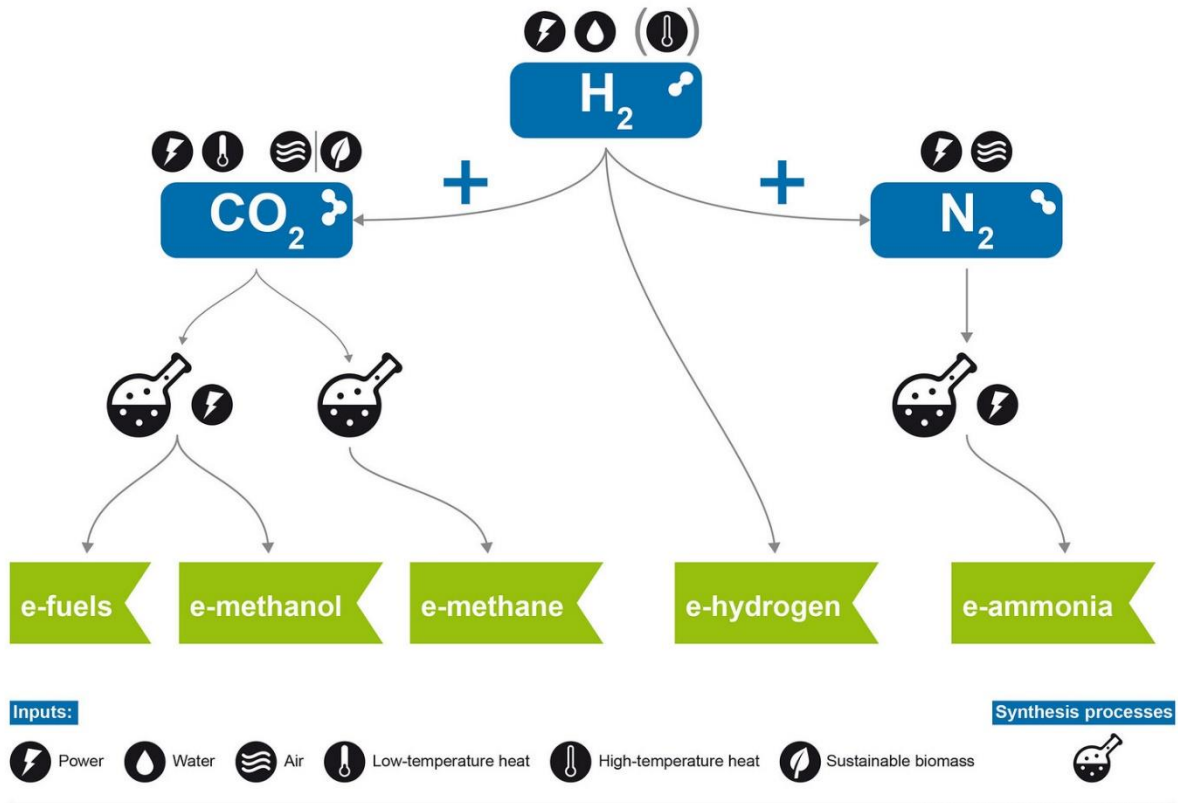 H₂
CO₂
N₂
+
+
( )
e-fuels
e-methanol
e-methane
e-hydrogen
e-ammonia
Inputs:
Synthesis processes
Power
Water
Air
Low-temperature heat
High-temperature heat
Sustainable biomass